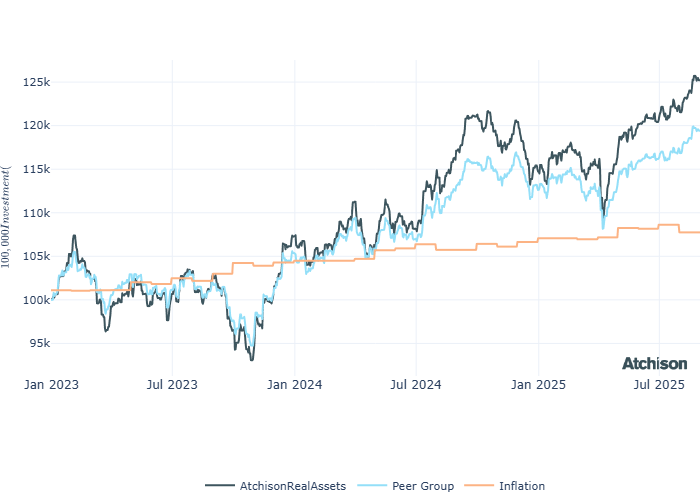 125k
120k
115k
110k
105k
100k
95k
100,000Investment(
Jan 2023 Jul 2023 Jan 2024 Jul 2024 Jan 2025 Jul 2025
Atchison
AtchisonRealAssets Peer Group Inflation